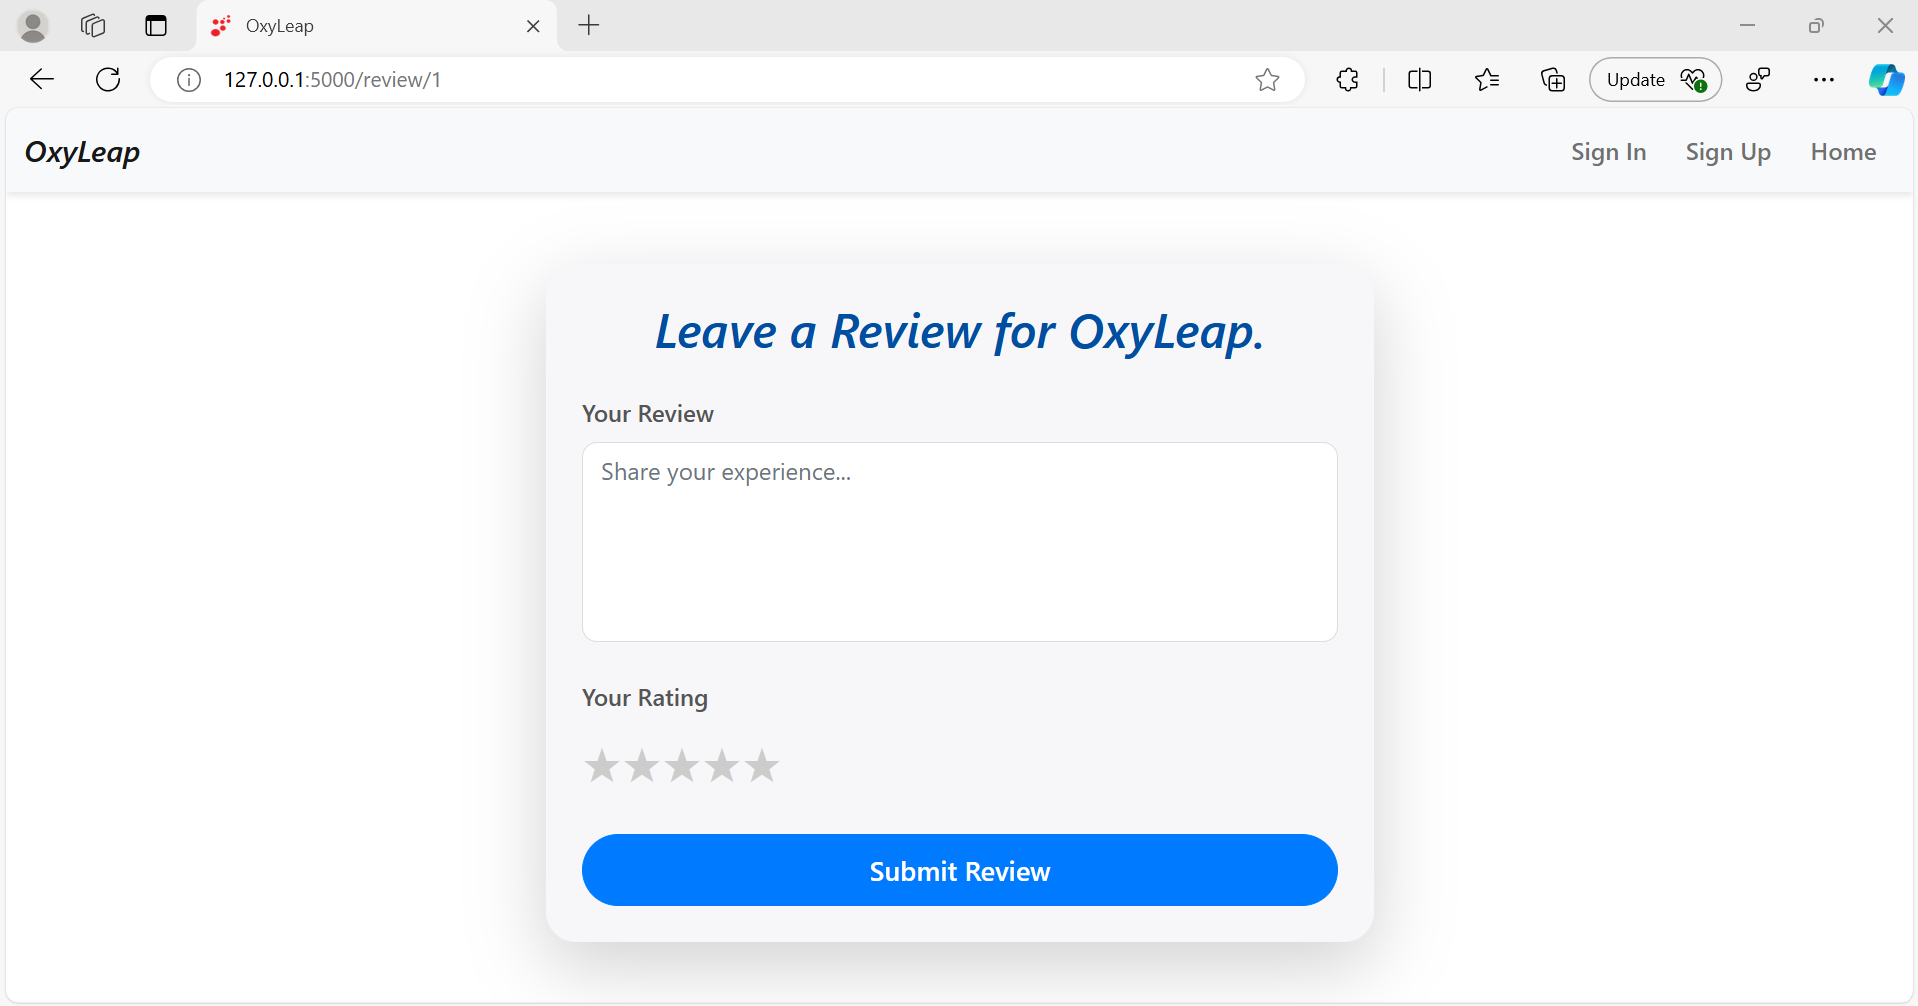 OxyLeap
127.0.0.1:5000/review/1
Update
OxyLeap
Sign In
Sign Up
Home
Leave a Review for OxyLeap.
Your Review
Share your experience...
Your Rating
Submit Review